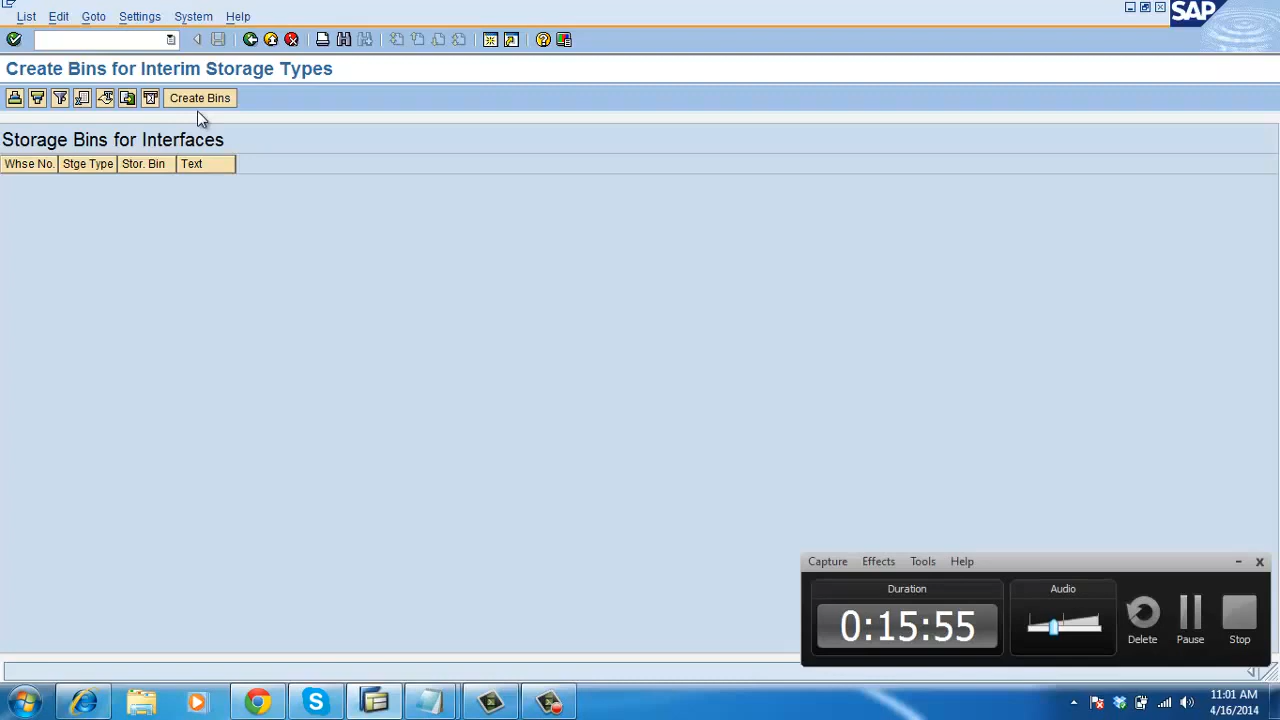 List Edit Goto Settings System Help
SAP
Create Bins for Interim Storage Types
Create Bins
Storage Bins for Interfaces
Whse No. Stge Type Stor. Bin Text
Capture Effects Tools Help
Duration Audio
0:15:55
Delete Pause Stop
11:01 AM
4/16/2014